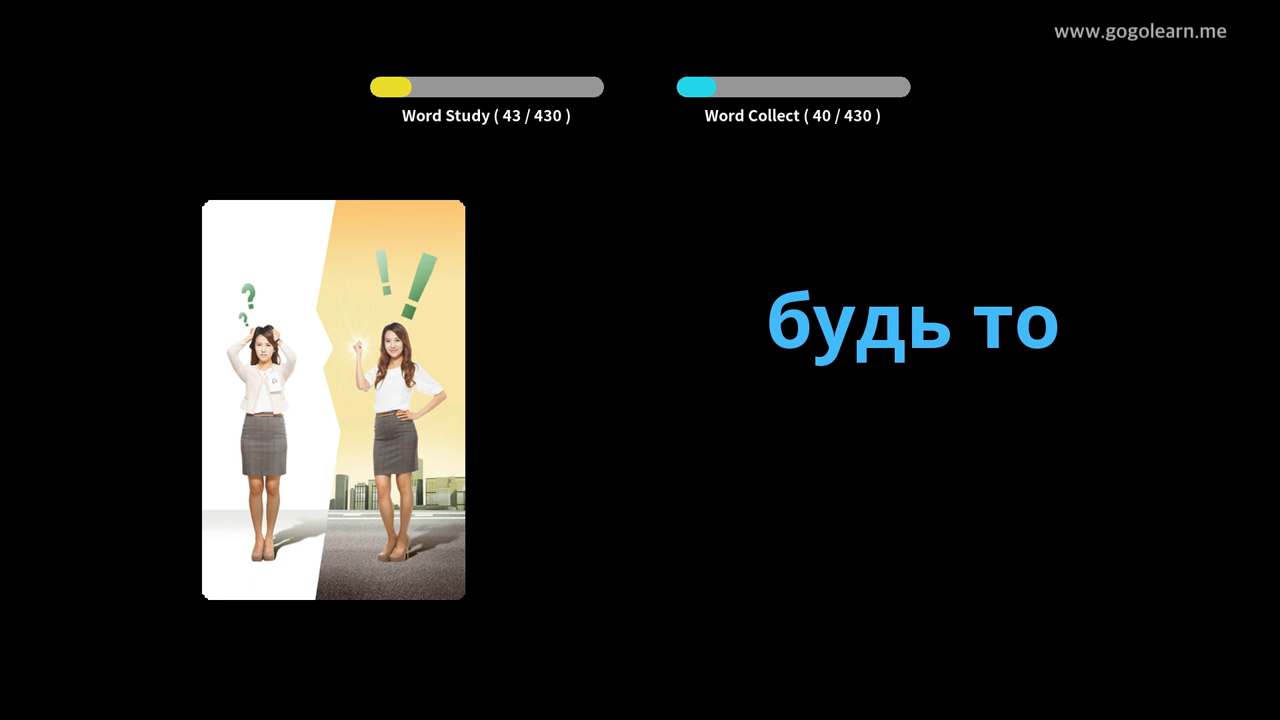 www.gogolearn.me
Word Study ( 43 / 430 )
Word Collect ( 40 / 430 )
? ?
! !
будь то